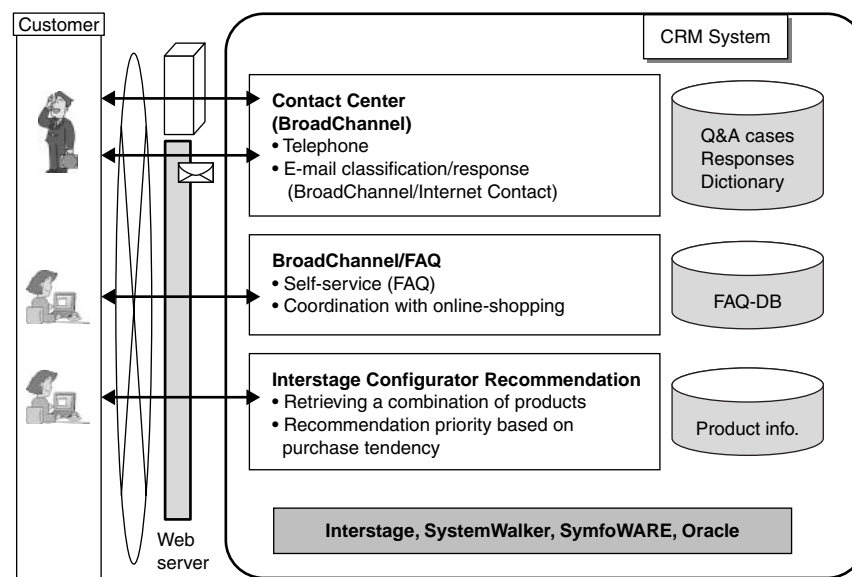 Customer
CRM System
Contact Center
(BroadChannel)
• Telephone
• E-mail classification/response
(BroadChannel/Internet Contact)
Q&A cases
Responses
Dictionary
BroadChannel/FAQ
• Self-service (FAQ)
• Coordination with online-shopping
FAQ-DB
Interstage Configurator Recommendation
• Retrieving a combination of products
• Recommendation priority based on
purchase tendency
Product info.
Interstage, SystemWalker, SymfoWARE, Oracle
Web
server